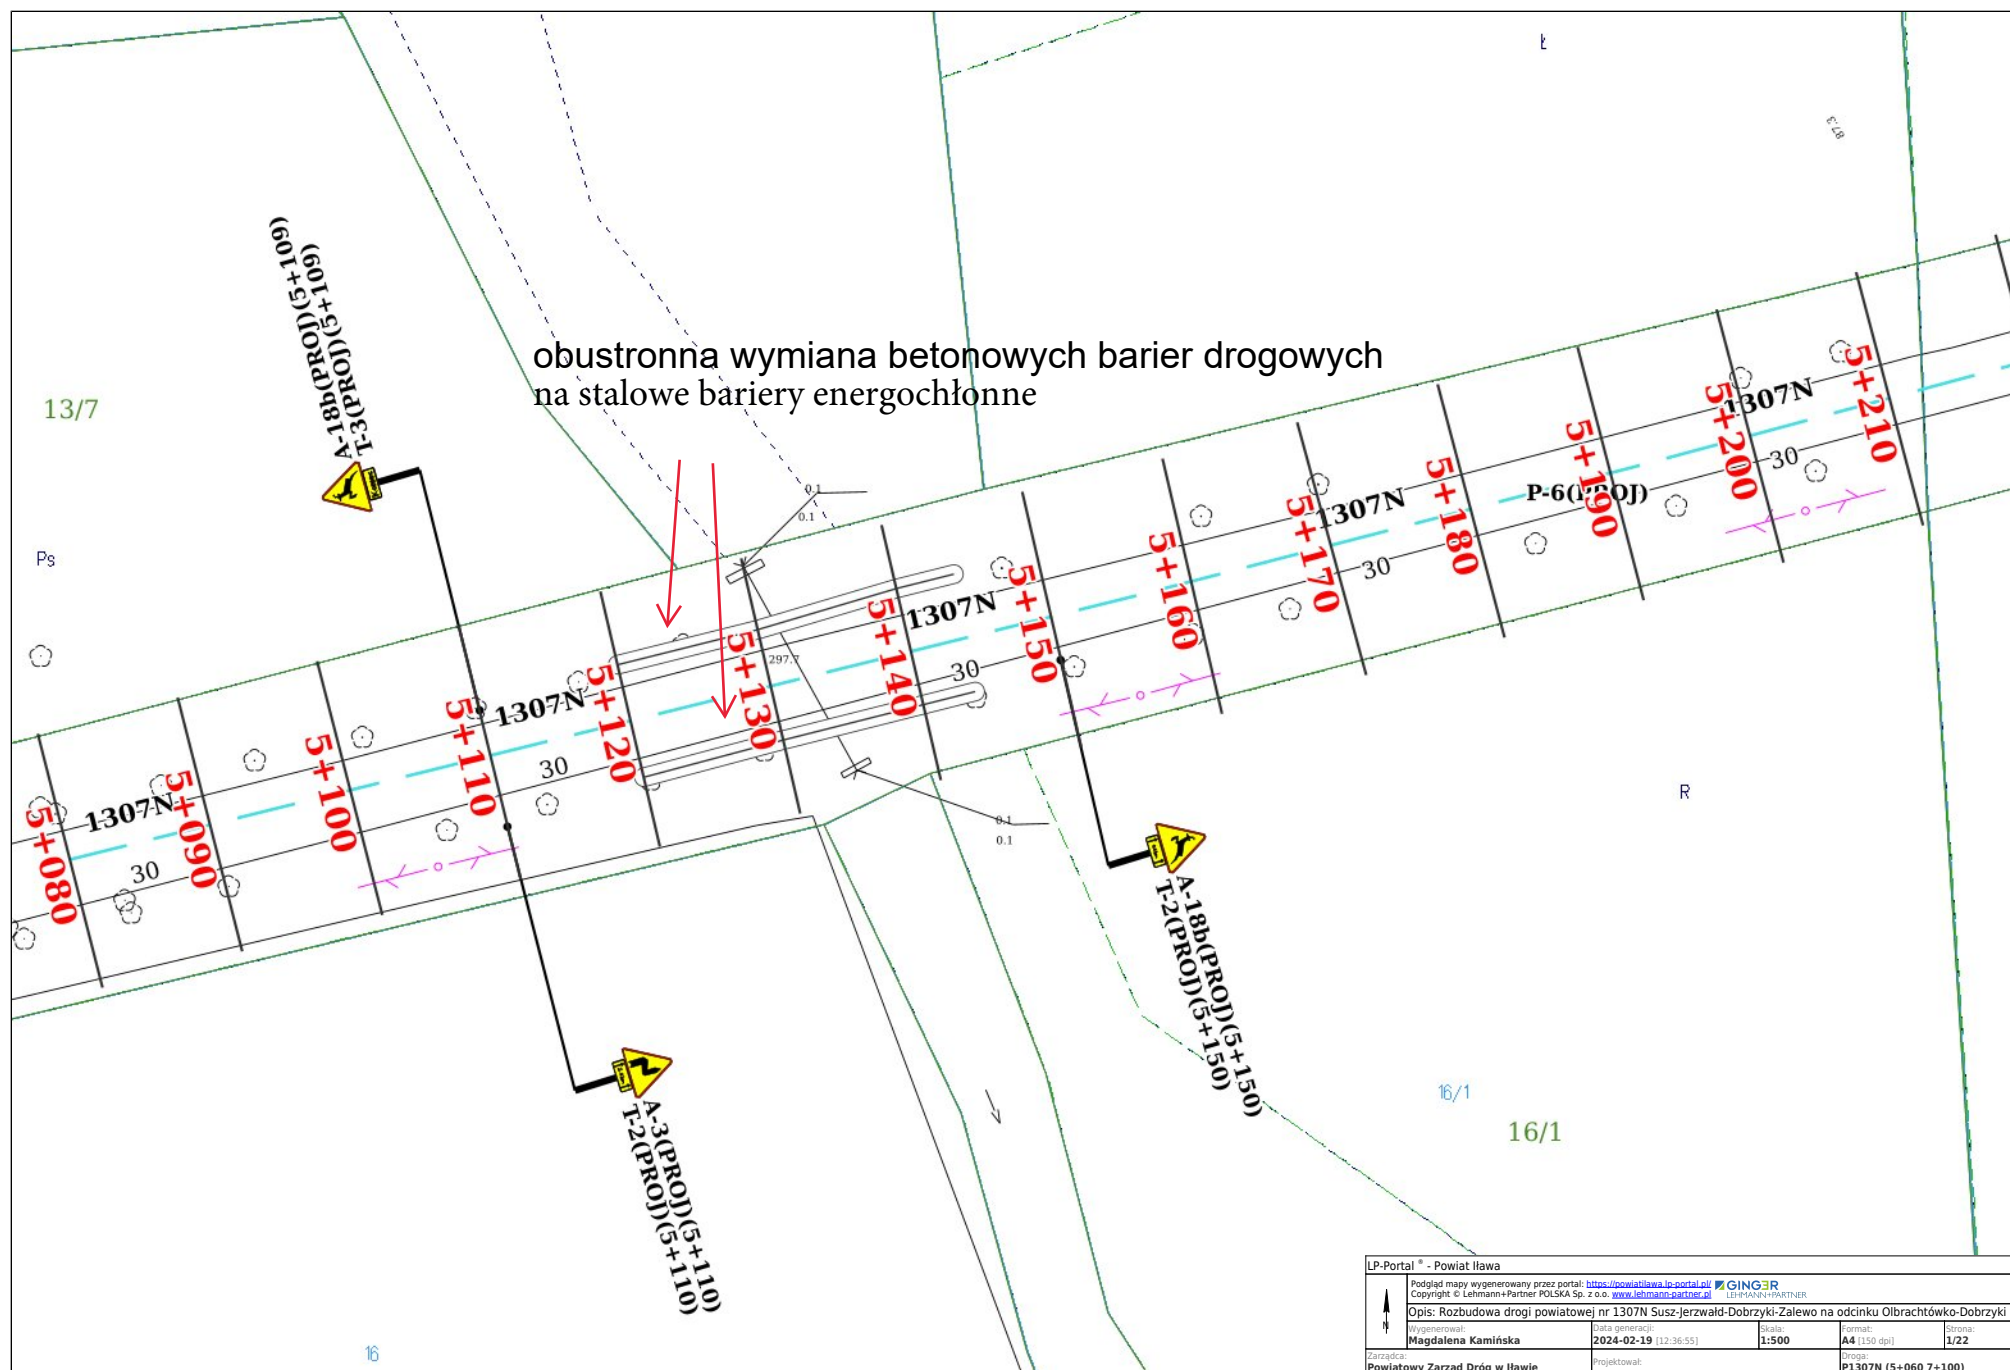 Ł
87.3
A-18b(PROJ)(5+109)
T-3(PROJ)(5+109)
obustronna wymiana betonowych barier drogowych
na stalowe bariery energochłonne
13/7
Ps
0.1
0.1
5+080
5+090
5+100
5+110
5+120
5+130
5+140
5+150
5+160
5+170
5+180
5+190
5+200
5+210
1307N
1307N
1307N
1307N
1307N
P-6(PROJ)
30
30
30
30
30
297.7
0.1
0.1
R
A-18b(PROJ)(5+150)
T-2(PROJ)(5+150)
A-3(PROJ)(5+110)
T-2(PROJ)(5+110)
16/1
16/1
16
LP-Portal ® - Powiat Iława
Podgląd mapy wygenerowany przez portal: https://powiatilawa.lp-portal.pl/
Copyright © Lehmann+Partner POLSKA Sp. z o.o. www.lehmann-partner.pl
GINGER
LEHMANN+PARTNER
N
Opis: Rozbudowa drogi powiatowej nr 1307N Susz-Jerzwałd-Dobrzyki-Zalewo na odcinku Olbrachtówko-Dobrzyki
Wygenerował:
Magdalena Kamińska
Data generacji:
2024-02-19 [12:36:55]
Skala:
1:500
Format:
A4 [150 dpi]
Strona:
1/22
Zarządca:
Powiatowy Zarząd Dróg w Iławie
Projektował:
Droga:
P1307N (5+060 7+100)